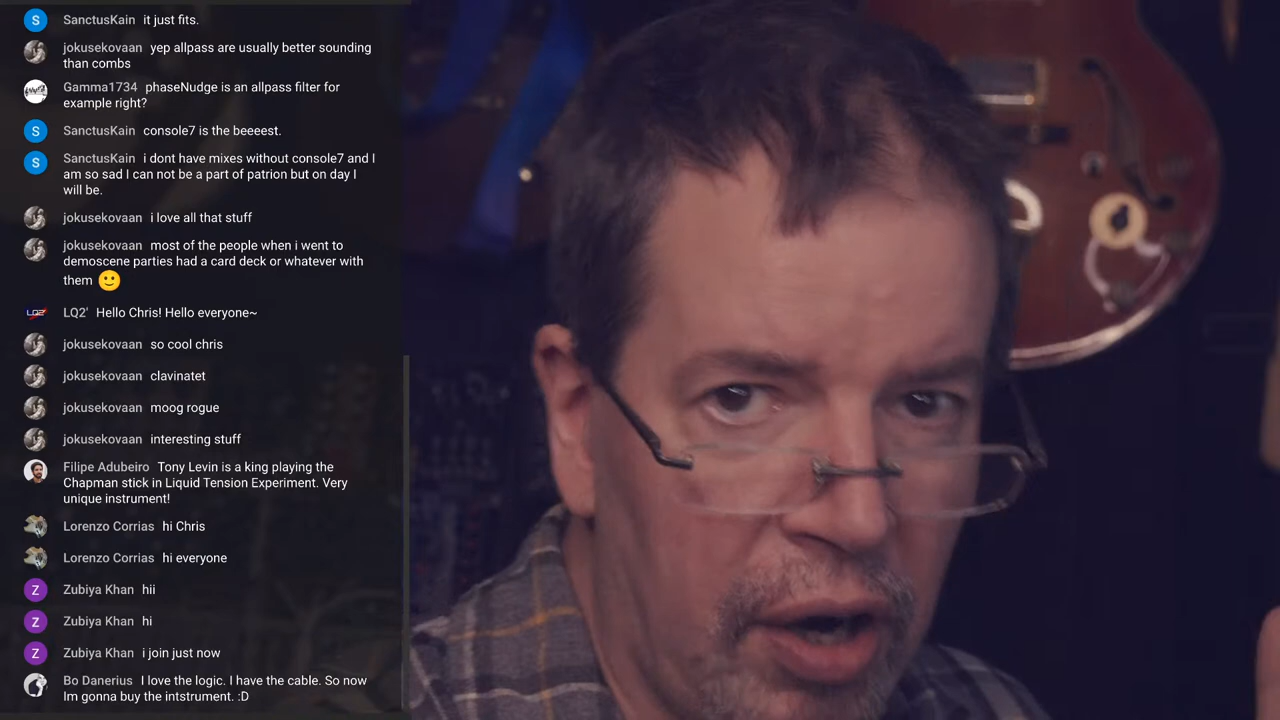 S SanctusKain it just fits.
jokusekovaan yep allpass are usually better sounding
than combs
Gamma1734 phaseNudge is an allpass filter for
example right?
S SanctusKain console7 is the beeeest.
S SanctusKain i dont have mixes without console7 and I
am so sad I can not be a part of patrion but on day I
will be.
jokusekovaan i love all that stuff
jokusekovaan most of the people when i went to
demoscene parties had a card deck or whatever with
them 🙂
LQ2' LQ2' Hello Chris! Hello everyone~
jokusekovaan so cool chris
jokusekovaan clavinatet
jokusekovaan moog rogue
jokusekovaan interesting stuff
Filipe Adubeiro Tony Levin is a king playing the
Chapman stick in Liquid Tension Experiment. Very
unique instrument!
Lorenzo Corrias hi Chris
Lorenzo Corrias hi everyone
Z Zubiya Khan hii
Z Zubiya Khan hi
Z Zubiya Khan i join just now
Bo Danerius I love the logic. I have the cable. So now
Im gonna buy the intstrument. :D